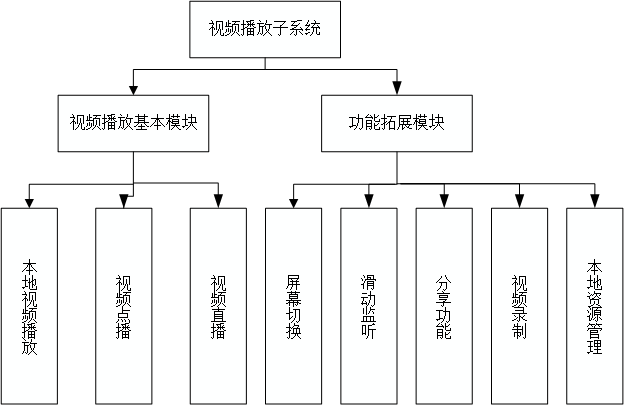 视频播放子系统
视频播放基本模块
功能拓展模块
本地视频播放
视频点播
视频直播
屏幕切换
滑动监听
分享功能
视频录制
本地资源管理